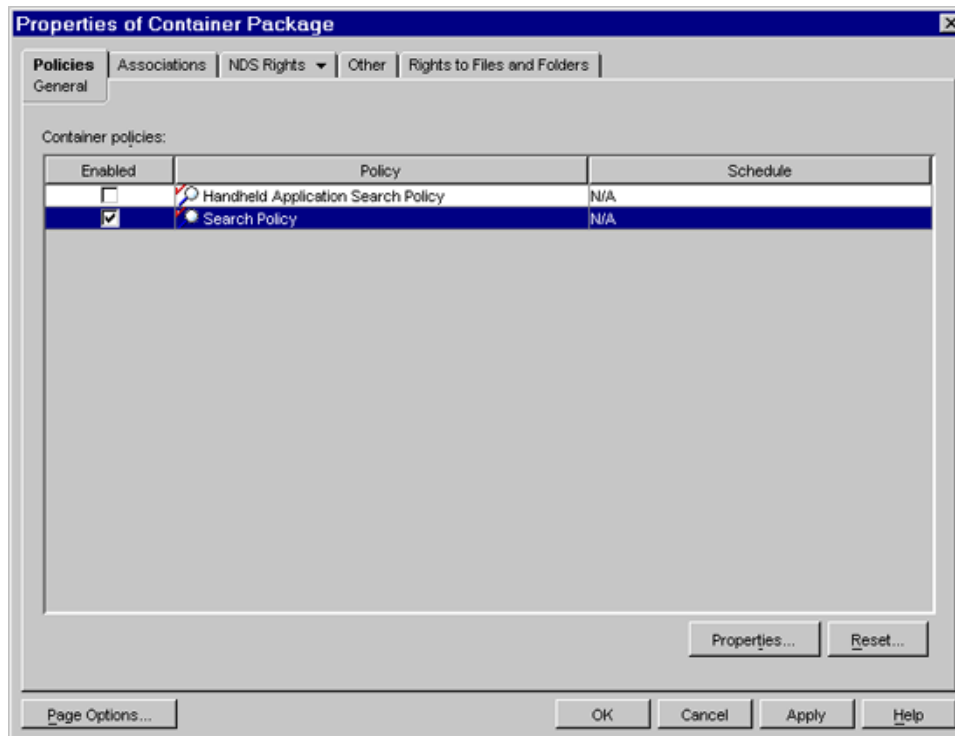 Properties of Container Package
Policies Associations NDS Rights Other Rights to Files and Folders
General
Container policies:
Enabled Policy Schedule
Handheld Application Search Policy N/A
Search Policy N/A
Properties... Reset...
Page Options... OK Cancel Apply Help